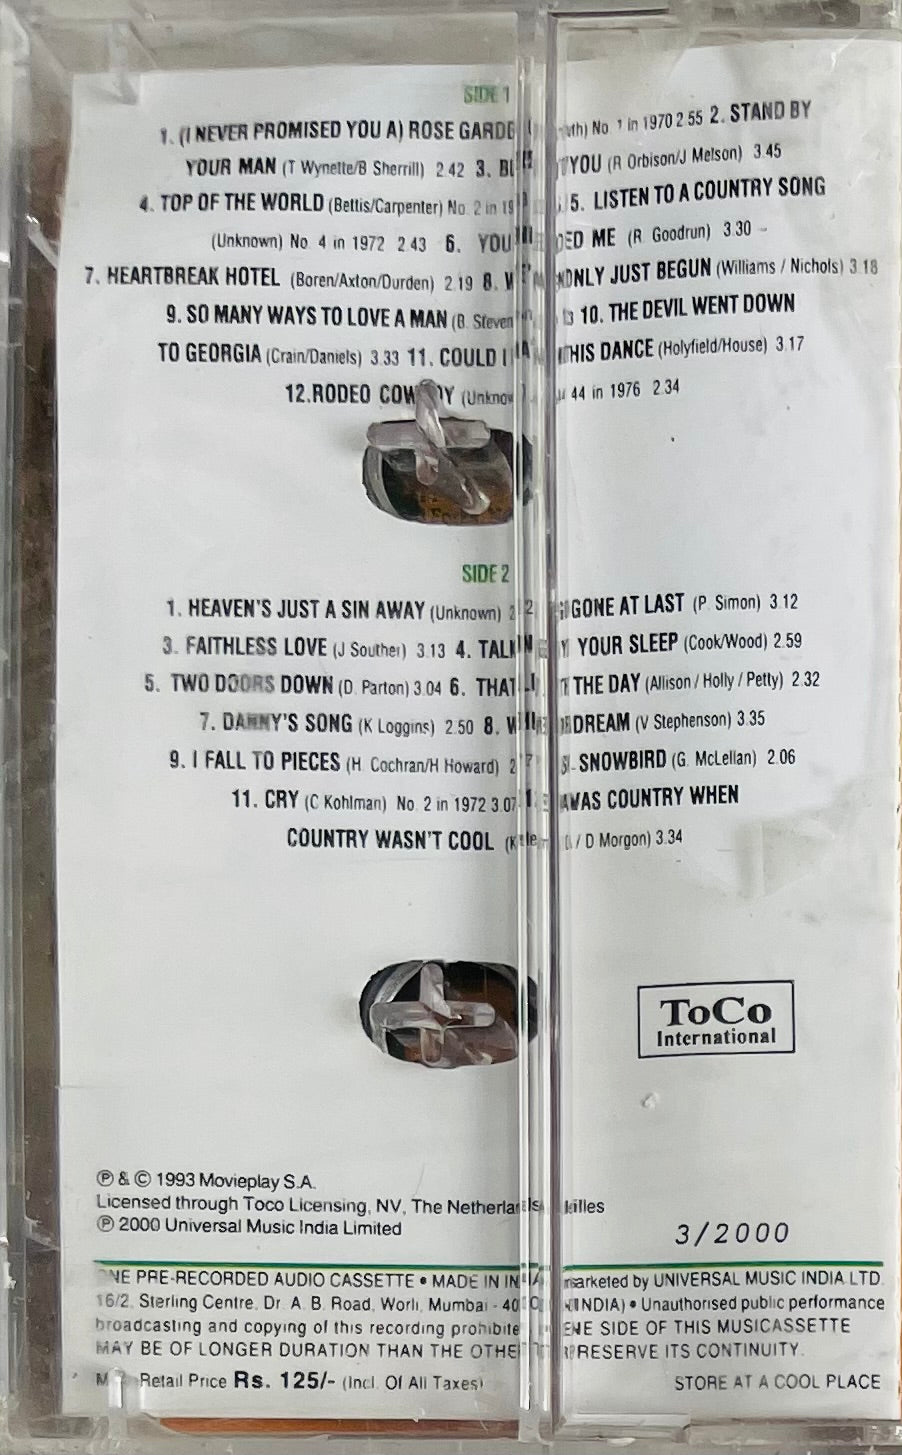 SIDE 1
1. (I NEVER PROMISED YOU A) ROSE GARDE No 1 in 1970 2 55 2. STAND BY
YOUR MAN (T Wynette/B Sherrill) 2 42 3. YOU (R Orbison/J Melson) 3.45
4. TOP OF THE WORLD (Bettis/Carpenter) No. 2 in 5. LISTEN TO A COUNTRY SONG
(Unknown) No 4 in 1972 2 43 6. YOU ME (R Goodrun) 3.30
7. HEARTBREAK HOTEL (Boren/Axton/Durden) 2 19 8. ONLY JUST BEGUN (Williams / Nichols) 3 18
9. SO MANY WAYS TO LOVE A MAN (B. Steven 10. THE DEVIL WENT DOWN
TO GEORGIA (Crain/Daniels) 3.33 11. COULD I THIS DANCE (Holyfield/House) 3.17
12. RODEO COWBOY 44 in 1976 2.34
SIDE 2
1. HEAVEN'S JUST A SIN AWAY (Unknown) GONE AT LAST (P. Simon) 3.12
3. FAITHLESS LOVE (J Souther) 3.13 4. YOUR SLEEP (Cook/Wood) 2.59
5. TWO DOORS DOWN (D. Parton) 3.04 6. THE DAY (Allison / Holly / Petty) 2.32
7. DANNY'S SONG (K Loggins) 2.50 8. DREAM (V Stephenson) 3.35
9. I FALL TO PIECES (H. Cochran/H Howard) SNOWBIRD (G. McLellan) 2.06
11. CRY (C Kohlman) No. 2 in 1972 3.07 WAS COUNTRY WHEN
COUNTRY WASN'T COOL / D Morgon) 3.34
ToCo
International
℗ & © 1993 Movieplay S.A.
Licensed through Toco Licensing, NV, The Netherlands
℗ 2000 Universal Music India Limited
3/2000
PRE-RECORDED AUDIO CASSETTE • MADE IN marketed by UNIVERSAL MUSIC INDIA LTD.
16/2, Sterling Centre, Dr. A. B. Road, Worli, Mumbai - (INDIA) • Unauthorised public performance
broadcasting and copying of this recording prohibite SIDE OF THIS MUSICASSETTE
MAY BE OF LONGER DURATION THAN THE OTHE PRESERVE ITS CONTINUITY.
Retail Price Rs. 125/- (Incl. Of All Taxes) STORE AT A COOL PLACE